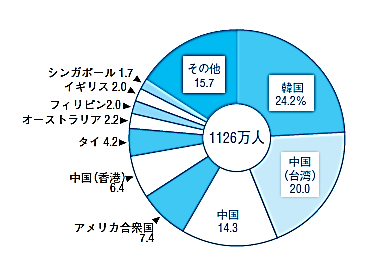 韓国
24.2%
中国
(台湾)
20.0
中国
14.3
アメリカ合衆国
7.4
中国(香港)
6.4
タイ 4.2
オーストラリア 2.2
フィリピン2.0
イギリス 2.0
シンガポール 1.7
その他
15.7
1126万人